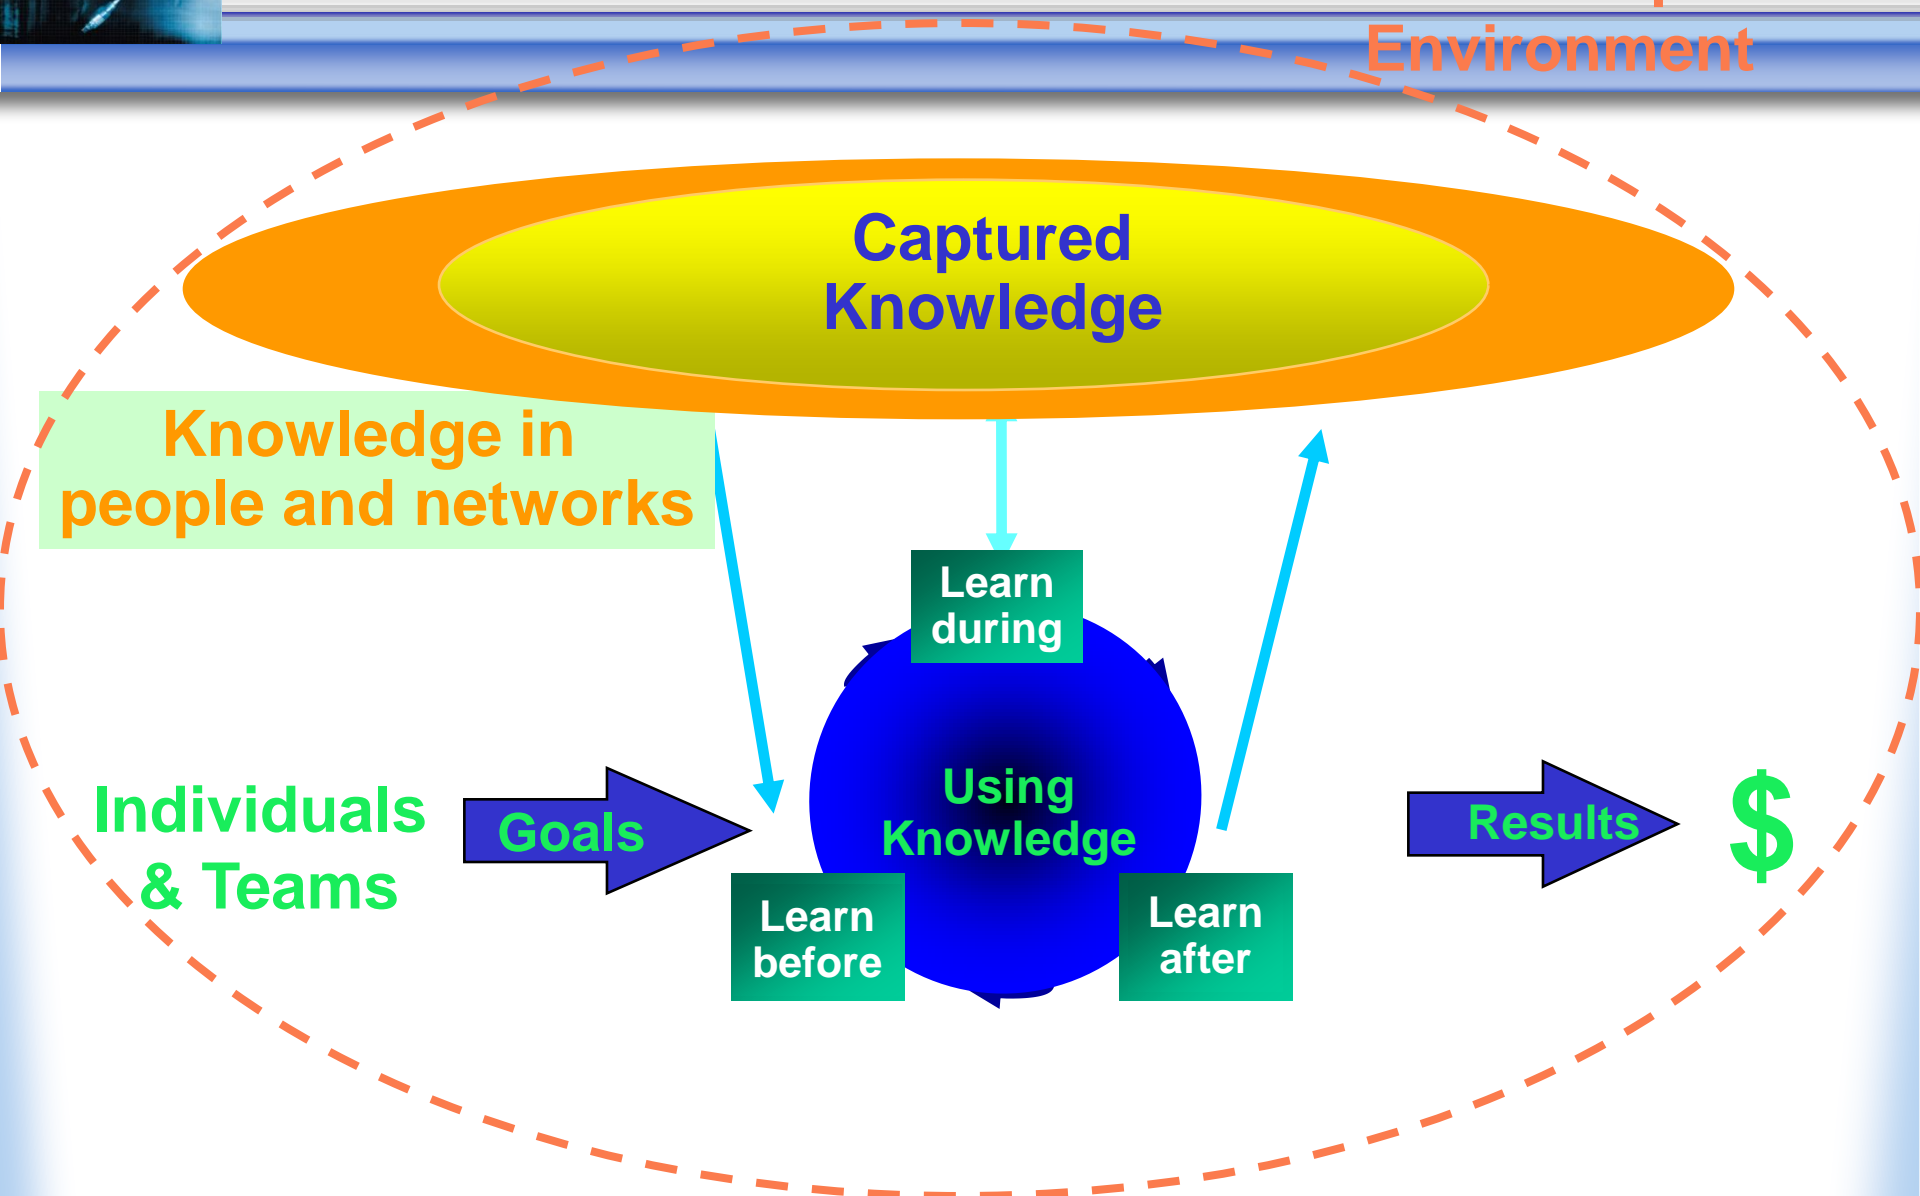 Environment
Captured
Knowledge
Knowledge in
people and networks
Learn
during
Using
Knowledge
Individuals
& Teams
Goals
Results
$
Learn
before
Learn
after